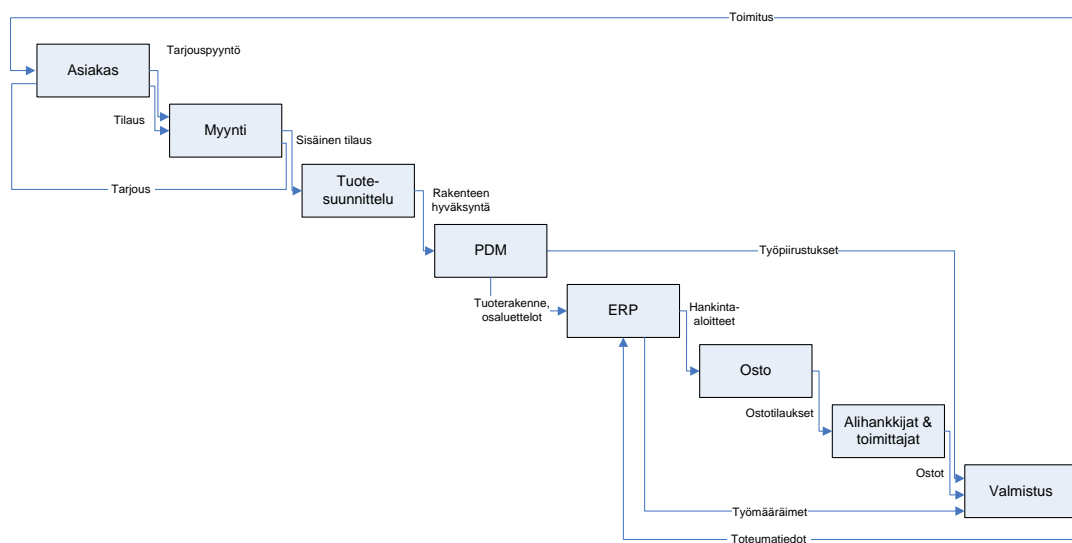 Toimitus
Tarjouspyyntö
Asiakas
Tilaus
Myynti
Sisäinen tilaus
Tarjous
Tuote-
suunnittelu
Rakenteen
hyväksyntä
PDM
Työpiirustukset
Tuoterakenne,
osaluettelot
ERP
Hankinta-
aloitteet
Osto
Ostotilaukset
Alihankkijat &
toimittajat
Ostot
Valmistus
Työmääräimet
Toteumatiedot